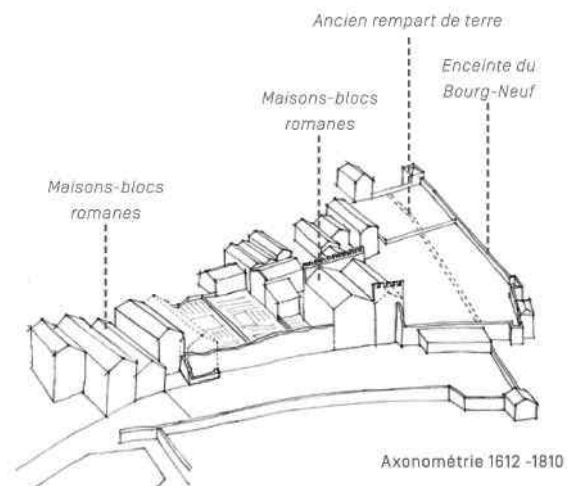 Ancien rempart de terre
Enceinte du
Bourg-Neuf
Maisons-blocs
romanes
Maisons-blocs
romanes
Axonométrie 1612 -1810